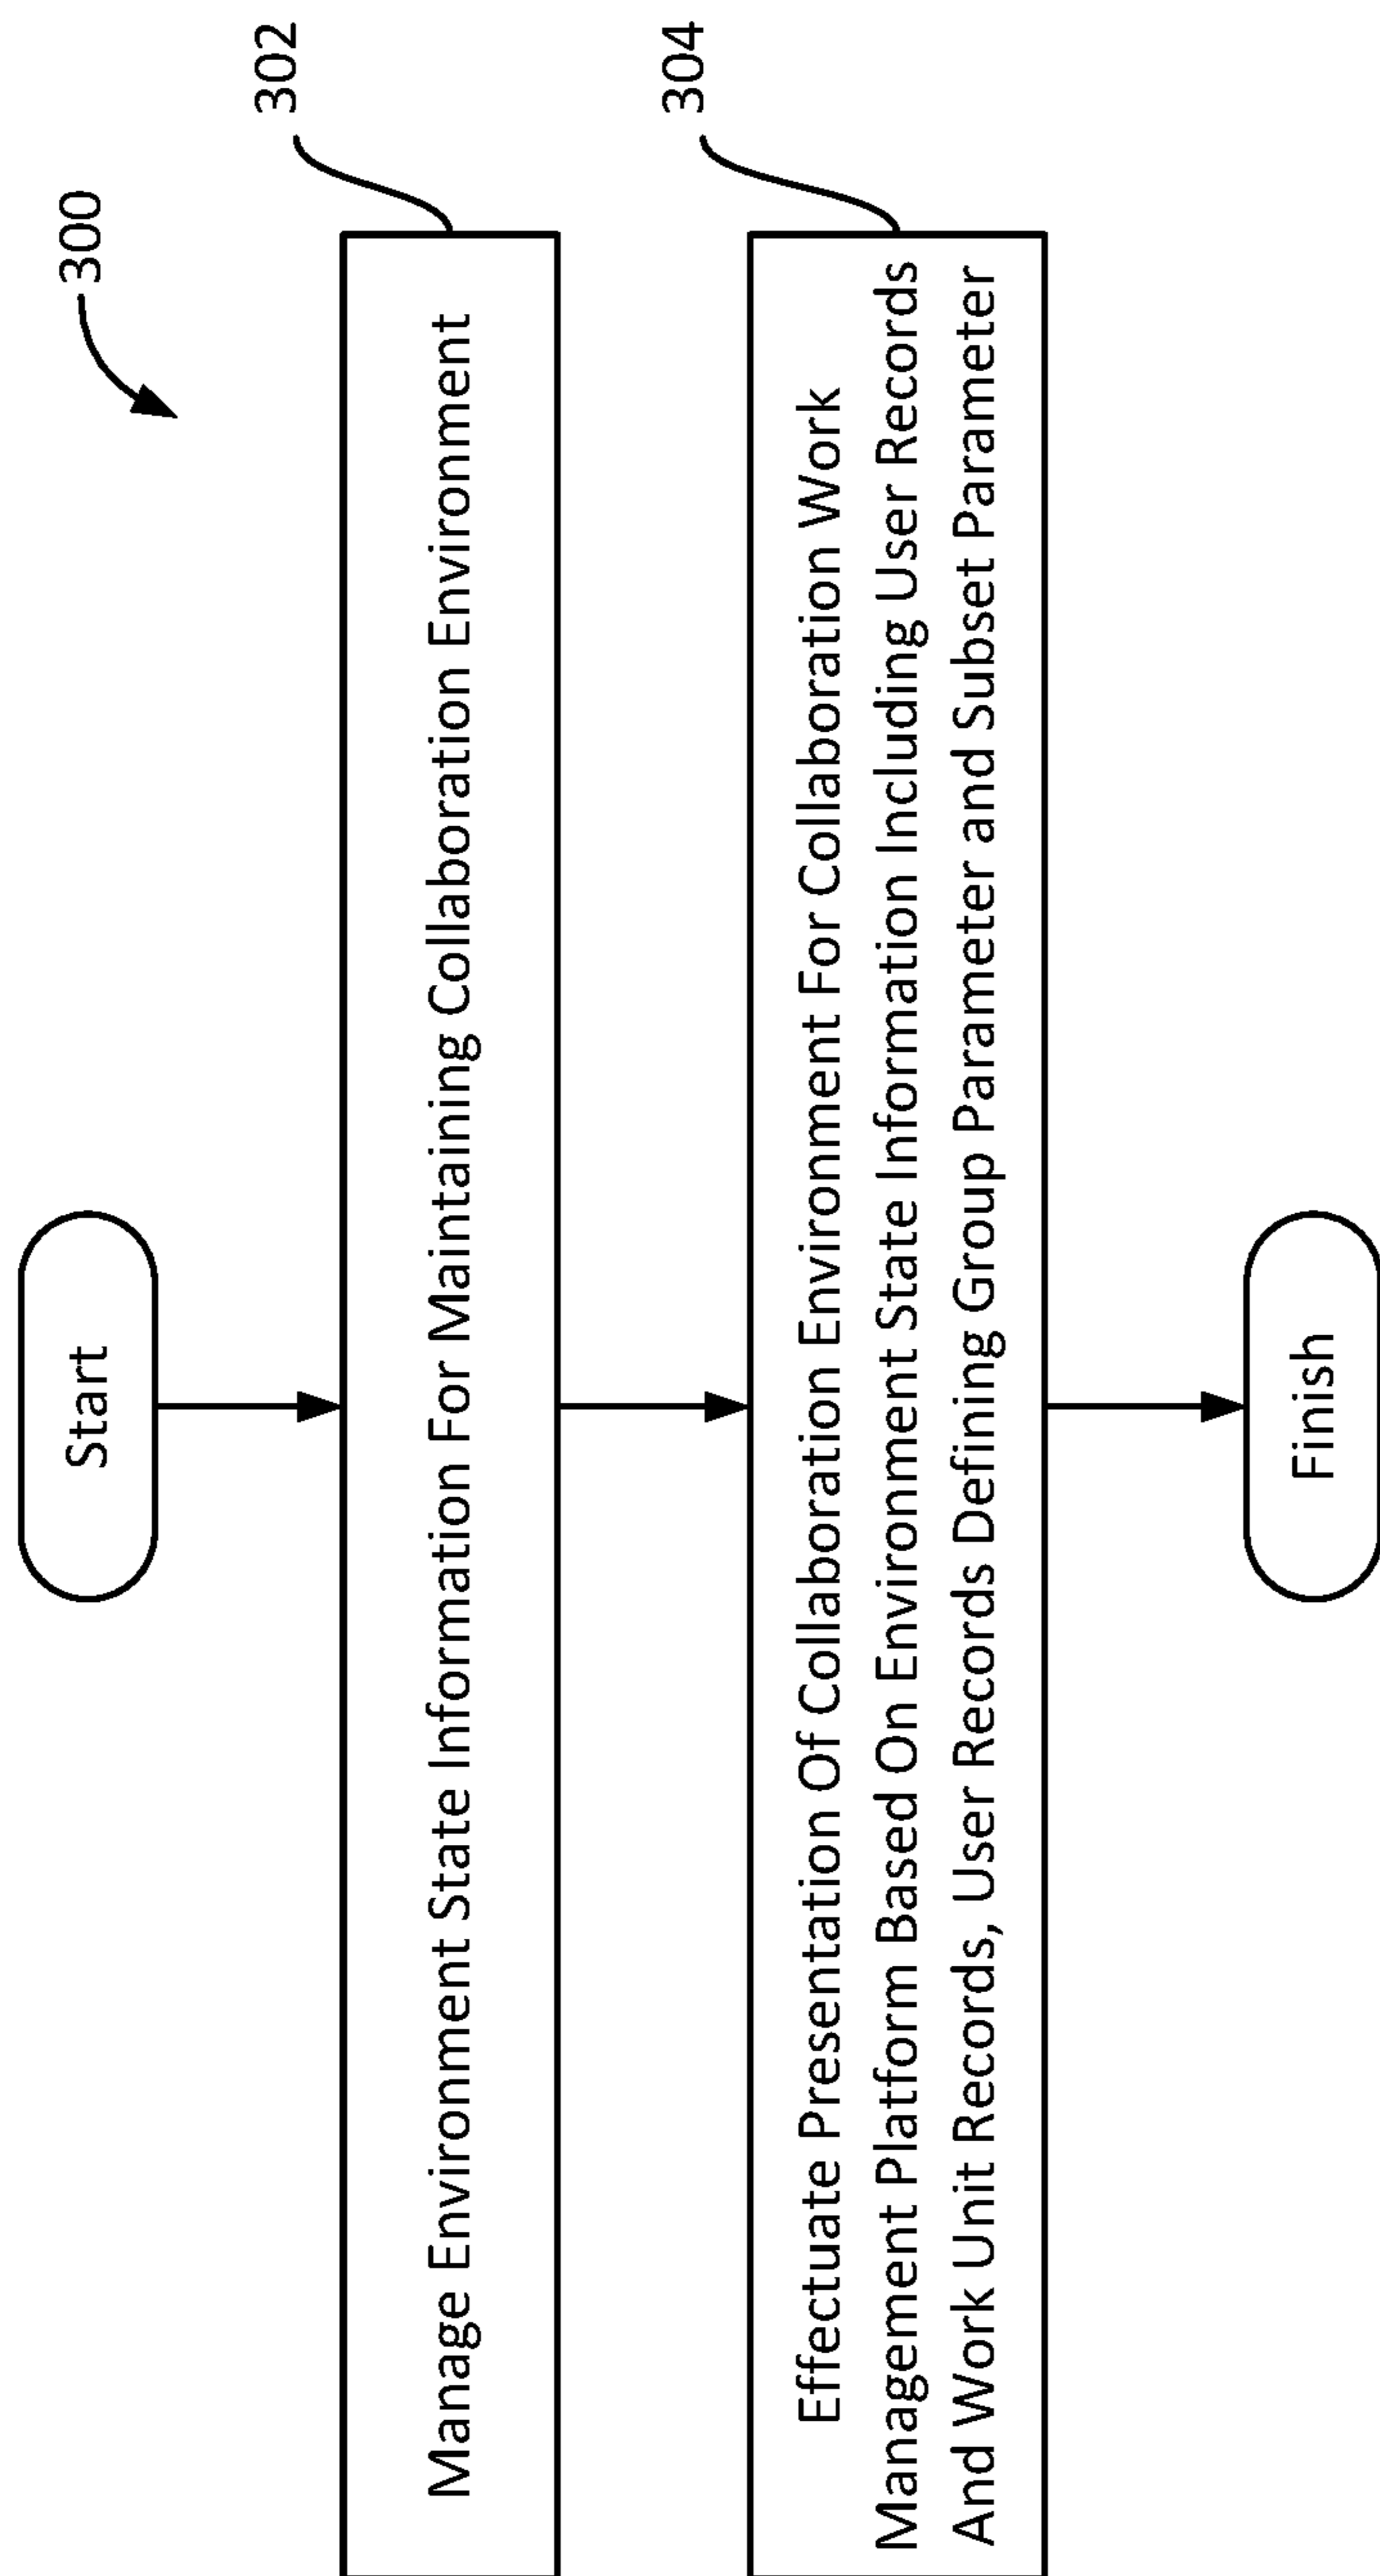 300
Start
302
Manage Environment State Information For Maintaining Collaboration Environment
304
Effectuate Presentation Of Collaboration Environment For Collaboration Work
Management Platform Based On Environment State Information Including User Records
And Work Unit Records, User Records Defining Group Parameter and Subset Parameter
Finish